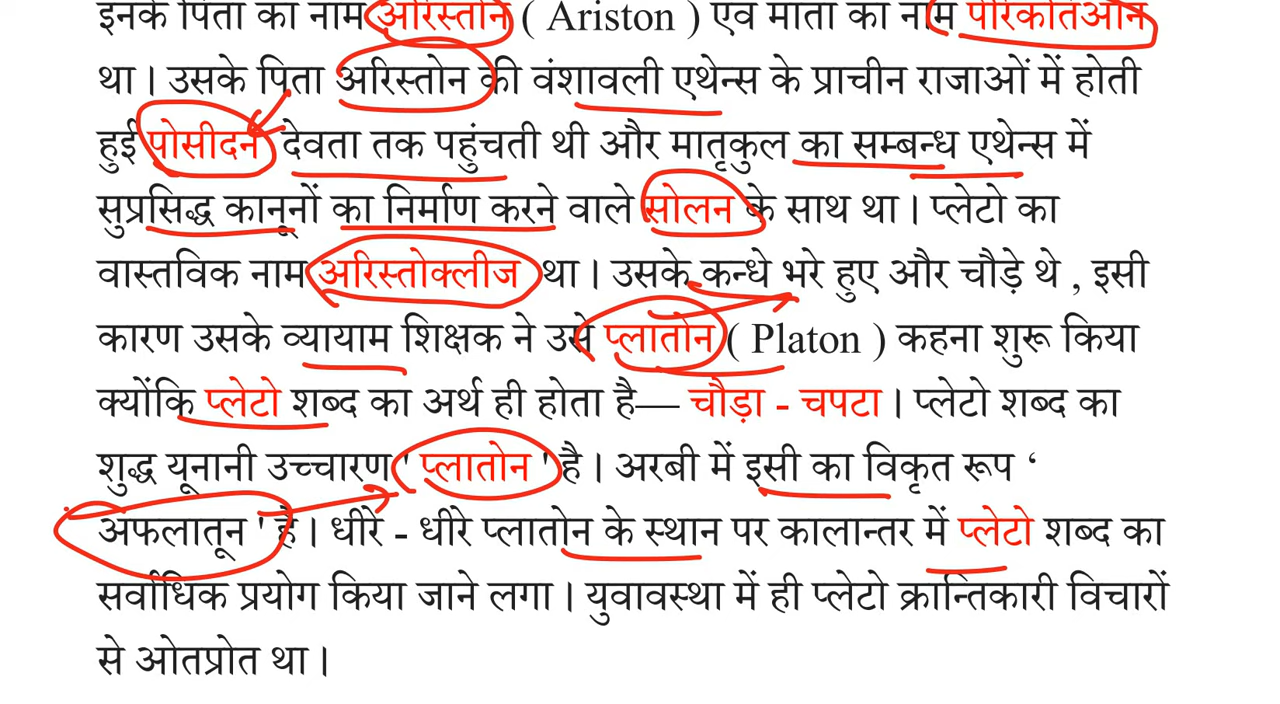 इनके पिता का नाम अरिस्तोन ( Ariston ) एवं माता का नाम पेरिकतिओन
था। उसके पिता अरिस्तोन की वंशावली एथेन्स के प्राचीन राजाओं में होती
हुई पोसीदन देवता तक पहुंचती थी और मातृकुल का सम्बन्ध एथेन्स में
सुप्रसिद्ध कानूनों का निर्माण करने वाले सोलन के साथ था। प्लेटो का
वास्तविक नाम अरिस्तोक्लीज था। उसके कन्धे भरे हुए और चौड़े थे , इसी
कारण उसके व्यायाम शिक्षक ने उसे प्लातोन ( Platon ) कहना शुरू किया
क्योंकि प्लेटो शब्द का अर्थ ही होता है— चौड़ा - चपटा। प्लेटो शब्द का
शुद्ध यूनानी उच्चारण ' प्लातोन ' है। अरबी में इसी का विकृत रूप ‘
अफलातून ' है। धीरे - धीरे प्लातोन के स्थान पर कालान्तर में प्लेटो शब्द का
सर्वाधिक प्रयोग किया जाने लगा। युवावस्था में ही प्लेटो क्रान्तिकारी विचारों
से ओतप्रोत था।